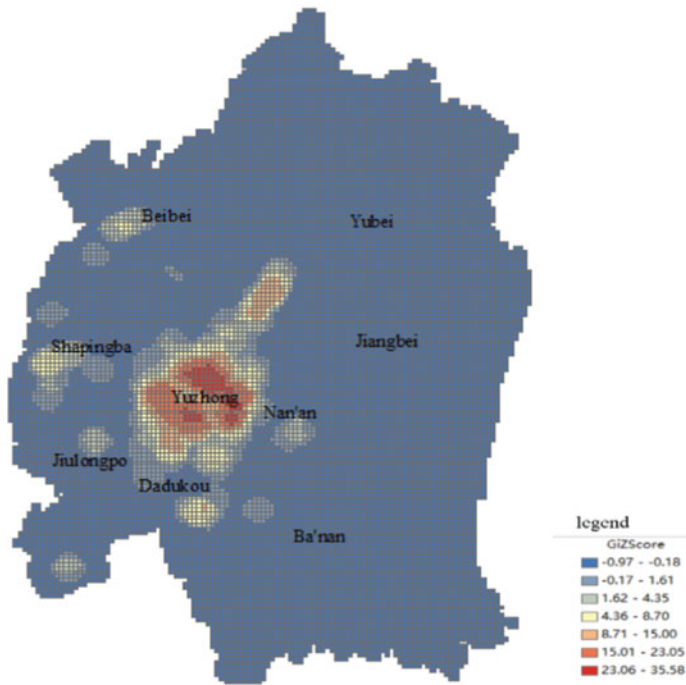 Beibei
Yubei
Jiangbei
Shapingba
Yuzhong
Nan'an
Jiulongpo
Dadukou
Ba'nan
legend
GiZScore
-0.97 - -0.18
-0.17 - 1.61
1.62 - 4.35
4.36 - 8.70
8.71 - 15.00
15.01 - 23.05
23.06 - 35.58